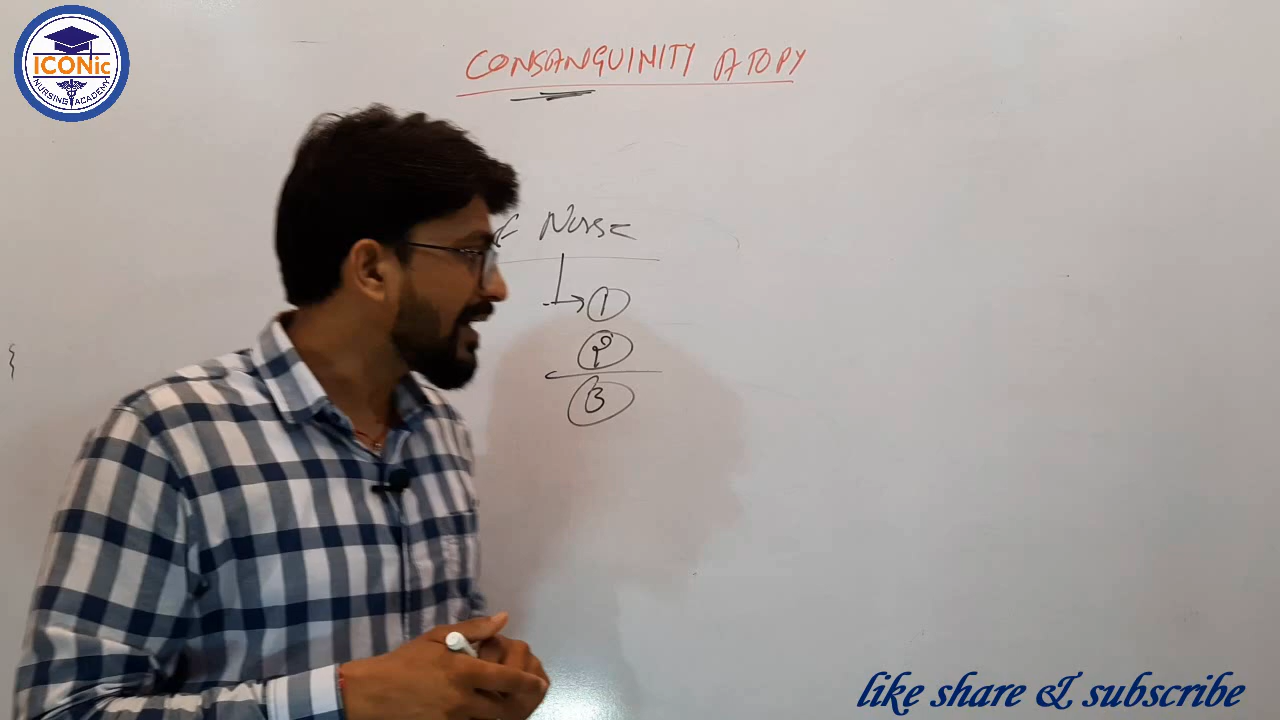 ICONic
NURSING ACADEMY
CONSANGUINITY ATOPY
Nurse
1
2
3
like share & subscribe